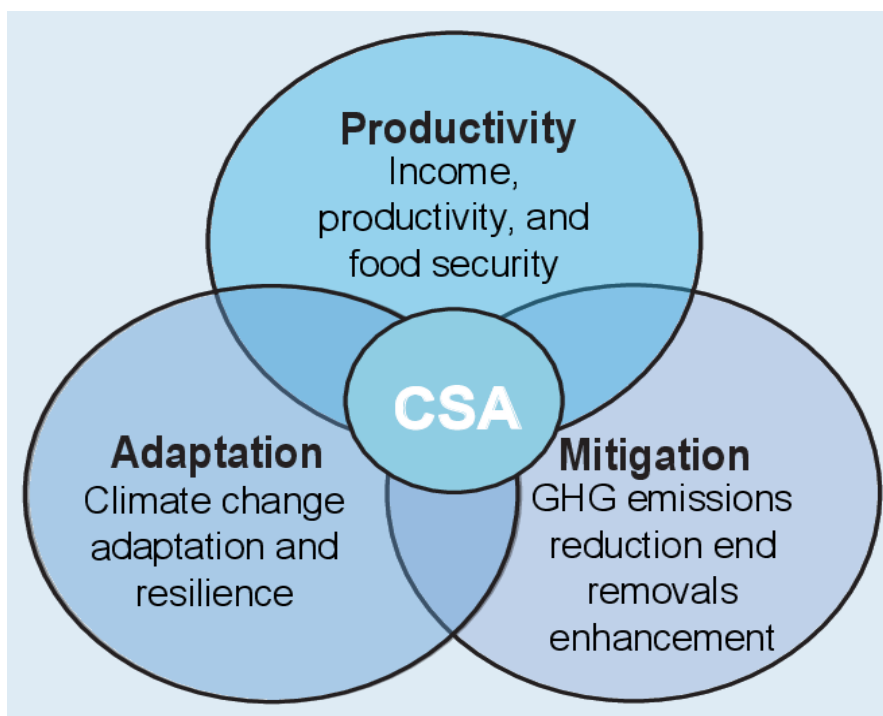 Productivity
Income,
productivity, and
food security
CSA
Adaptation
Climate change
adaptation and
resilience
Mitigation
GHG emissions
reduction end
removals
enhancement